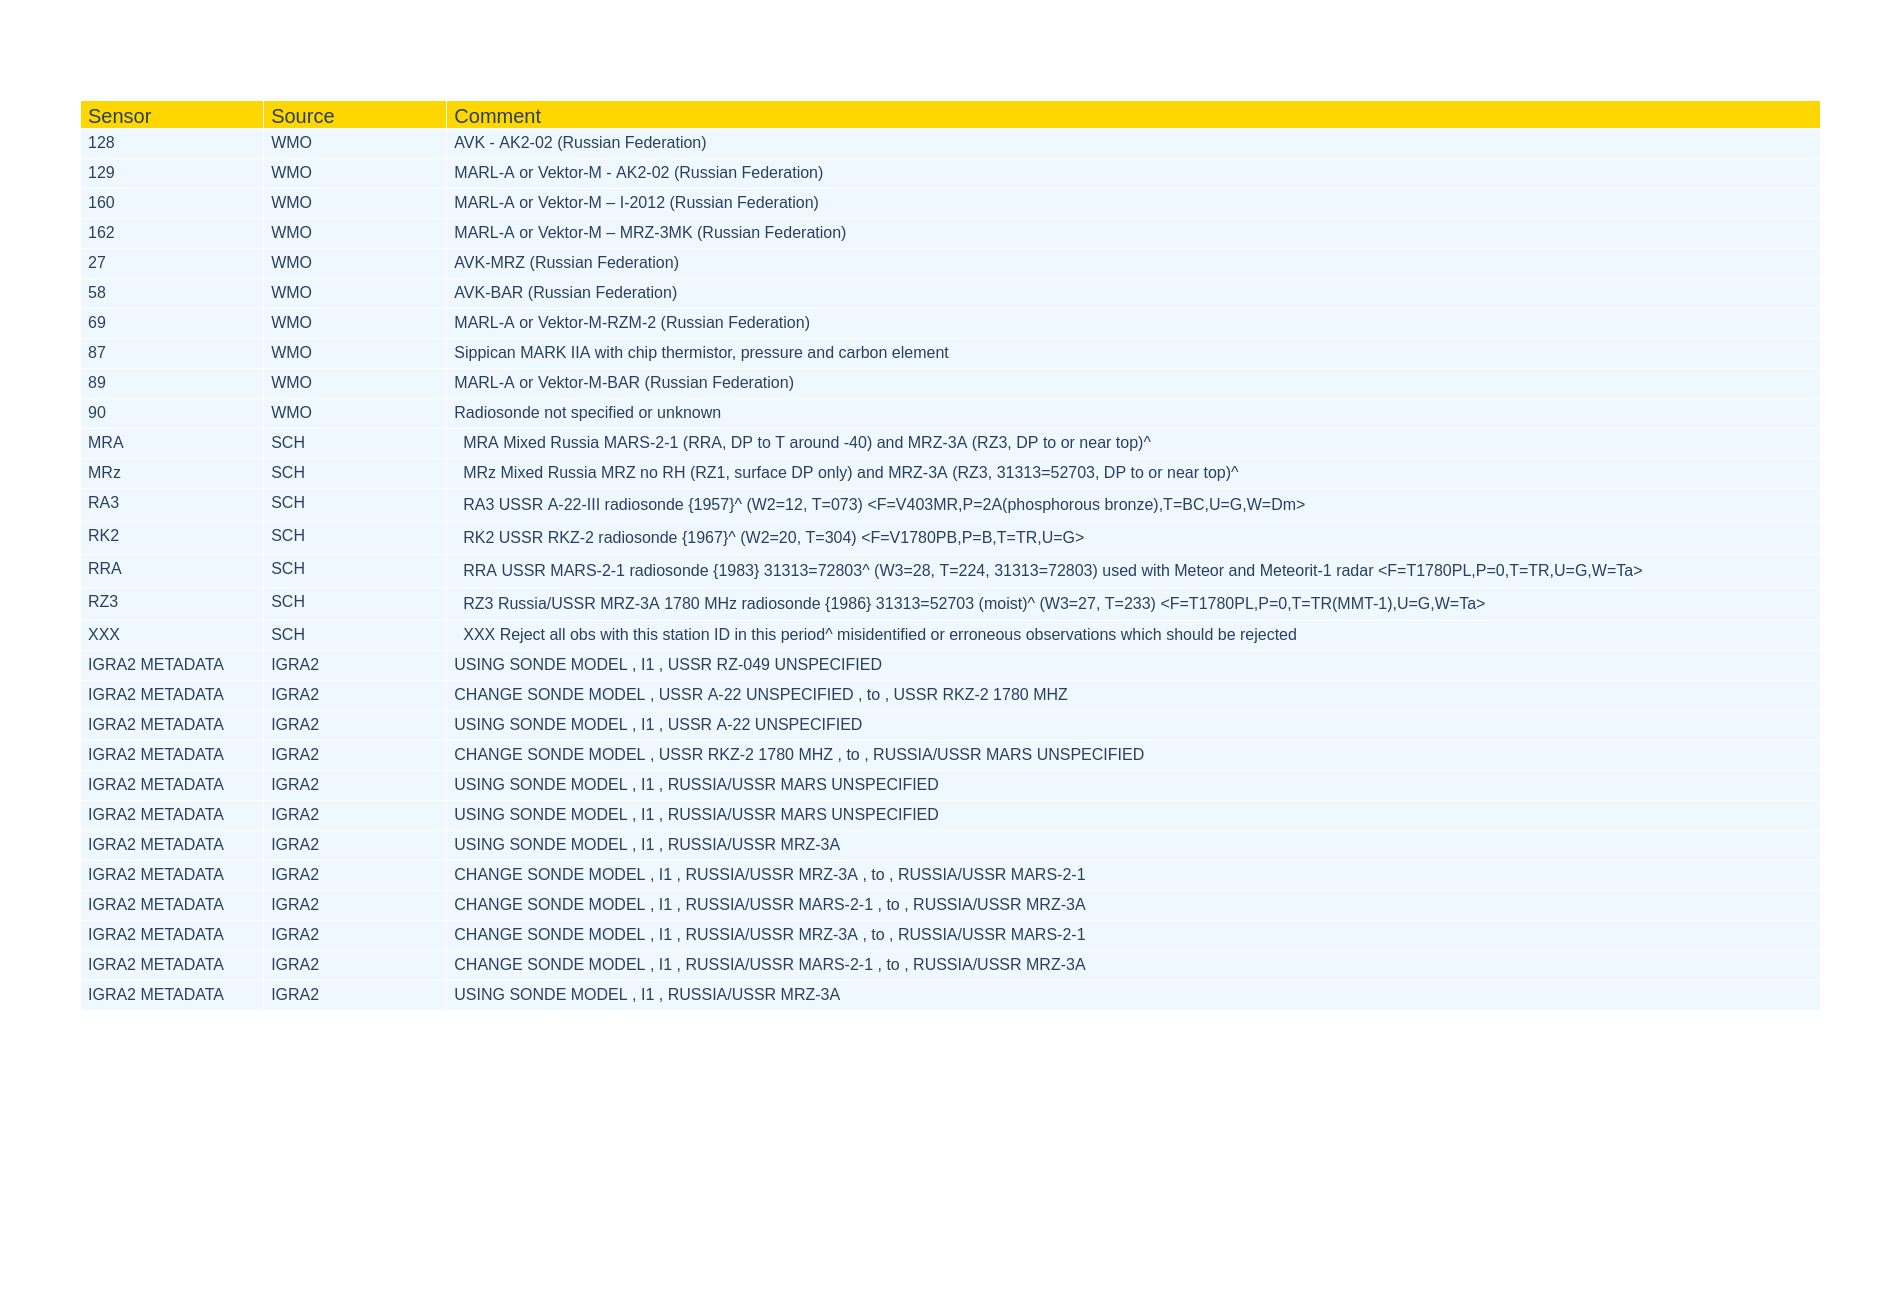 Sensor Source Comment
128 WMO AVK - AK2-02 (Russian Federation)
129 WMO MARL-A or Vektor-M - AK2-02 (Russian Federation)
160 WMO MARL-A or Vektor-M – I-2012 (Russian Federation)
162 WMO MARL-A or Vektor-M – MRZ-3MK (Russian Federation)
27 WMO AVK-MRZ (Russian Federation)
58 WMO AVK-BAR (Russian Federation)
69 WMO MARL-A or Vektor-M-RZM-2 (Russian Federation)
87 WMO Sippican MARK IIA with chip thermistor, pressure and carbon element
89 WMO MARL-A or Vektor-M-BAR (Russian Federation)
90 WMO Radiosonde not specified or unknown
MRA SCH MRA Mixed Russia MARS-2-1 (RRA, DP to T around -40) and MRZ-3A (RZ3, DP to or near top)^
MRz SCH MRz Mixed Russia MRZ no RH (RZ1, surface DP only) and MRZ-3A (RZ3, 31313=52703, DP to or near top)^
RA3 SCH RA3 USSR A-22-III radiosonde {1957}^ (W2=12, T=073) <F=V403MR,P=2A(phosphorous bronze),T=BC,U=G,W=Dm>
RK2 SCH RK2 USSR RKZ-2 radiosonde {1967}^ (W2=20, T=304) <F=V1780PB,P=B,T=TR,U=G>
RRA SCH RRA USSR MARS-2-1 radiosonde {1983} 31313=72803^ (W3=28, T=224, 31313=72803) used with Meteor and Meteorit-1 radar <F=T1780PL,P=0,T=TR,U=G,W=Ta>
RZ3 SCH RZ3 Russia/USSR MRZ-3A 1780 MHz radiosonde {1986} 31313=52703 (moist)^ (W3=27, T=233) <F=T1780PL,P=0,T=TR(MMT-1),U=G,W=Ta>
XXX SCH XXX Reject all obs with this station ID in this period^ misidentified or erroneous observations which should be rejected
IGRA2 METADATA IGRA2 USING SONDE MODEL , I1 , USSR RZ-049 UNSPECIFIED
IGRA2 METADATA IGRA2 CHANGE SONDE MODEL , USSR A-22 UNSPECIFIED , to , USSR RKZ-2 1780 MHZ
IGRA2 METADATA IGRA2 USING SONDE MODEL , I1 , USSR A-22 UNSPECIFIED
IGRA2 METADATA IGRA2 CHANGE SONDE MODEL , USSR RKZ-2 1780 MHZ , to , RUSSIA/USSR MARS UNSPECIFIED
IGRA2 METADATA IGRA2 USING SONDE MODEL , I1 , RUSSIA/USSR MARS UNSPECIFIED
IGRA2 METADATA IGRA2 USING SONDE MODEL , I1 , RUSSIA/USSR MARS UNSPECIFIED
IGRA2 METADATA IGRA2 USING SONDE MODEL , I1 , RUSSIA/USSR MRZ-3A
IGRA2 METADATA IGRA2 CHANGE SONDE MODEL , I1 , RUSSIA/USSR MRZ-3A , to , RUSSIA/USSR MARS-2-1
IGRA2 METADATA IGRA2 CHANGE SONDE MODEL , I1 , RUSSIA/USSR MARS-2-1 , to , RUSSIA/USSR MRZ-3A
IGRA2 METADATA IGRA2 CHANGE SONDE MODEL , I1 , RUSSIA/USSR MRZ-3A , to , RUSSIA/USSR MARS-2-1
IGRA2 METADATA IGRA2 CHANGE SONDE MODEL , I1 , RUSSIA/USSR MARS-2-1 , to , RUSSIA/USSR MRZ-3A
IGRA2 METADATA IGRA2 USING SONDE MODEL , I1 , RUSSIA/USSR MRZ-3A